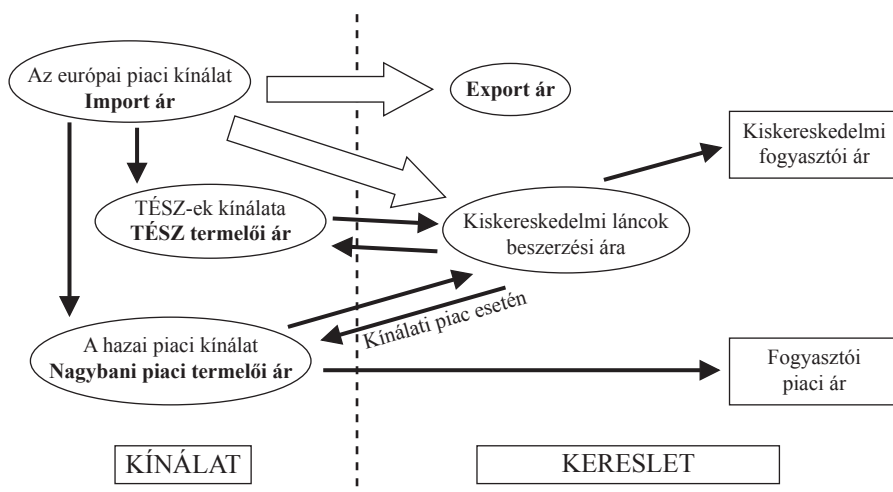 Az európai piaci kínálat
Import ár
Export ár
Kiskereskedelmi
fogyasztói ár
TÉSZ-ek kínálata
TÉSZ termelői ár
Kiskereskedelmi láncok
beszerzési ára
Kínálati piac esetén
A hazai piaci kínálat
Nagybani piaci termelői ár
Fogyasztói
piaci ár
KÍNÁLAT
KERESLET